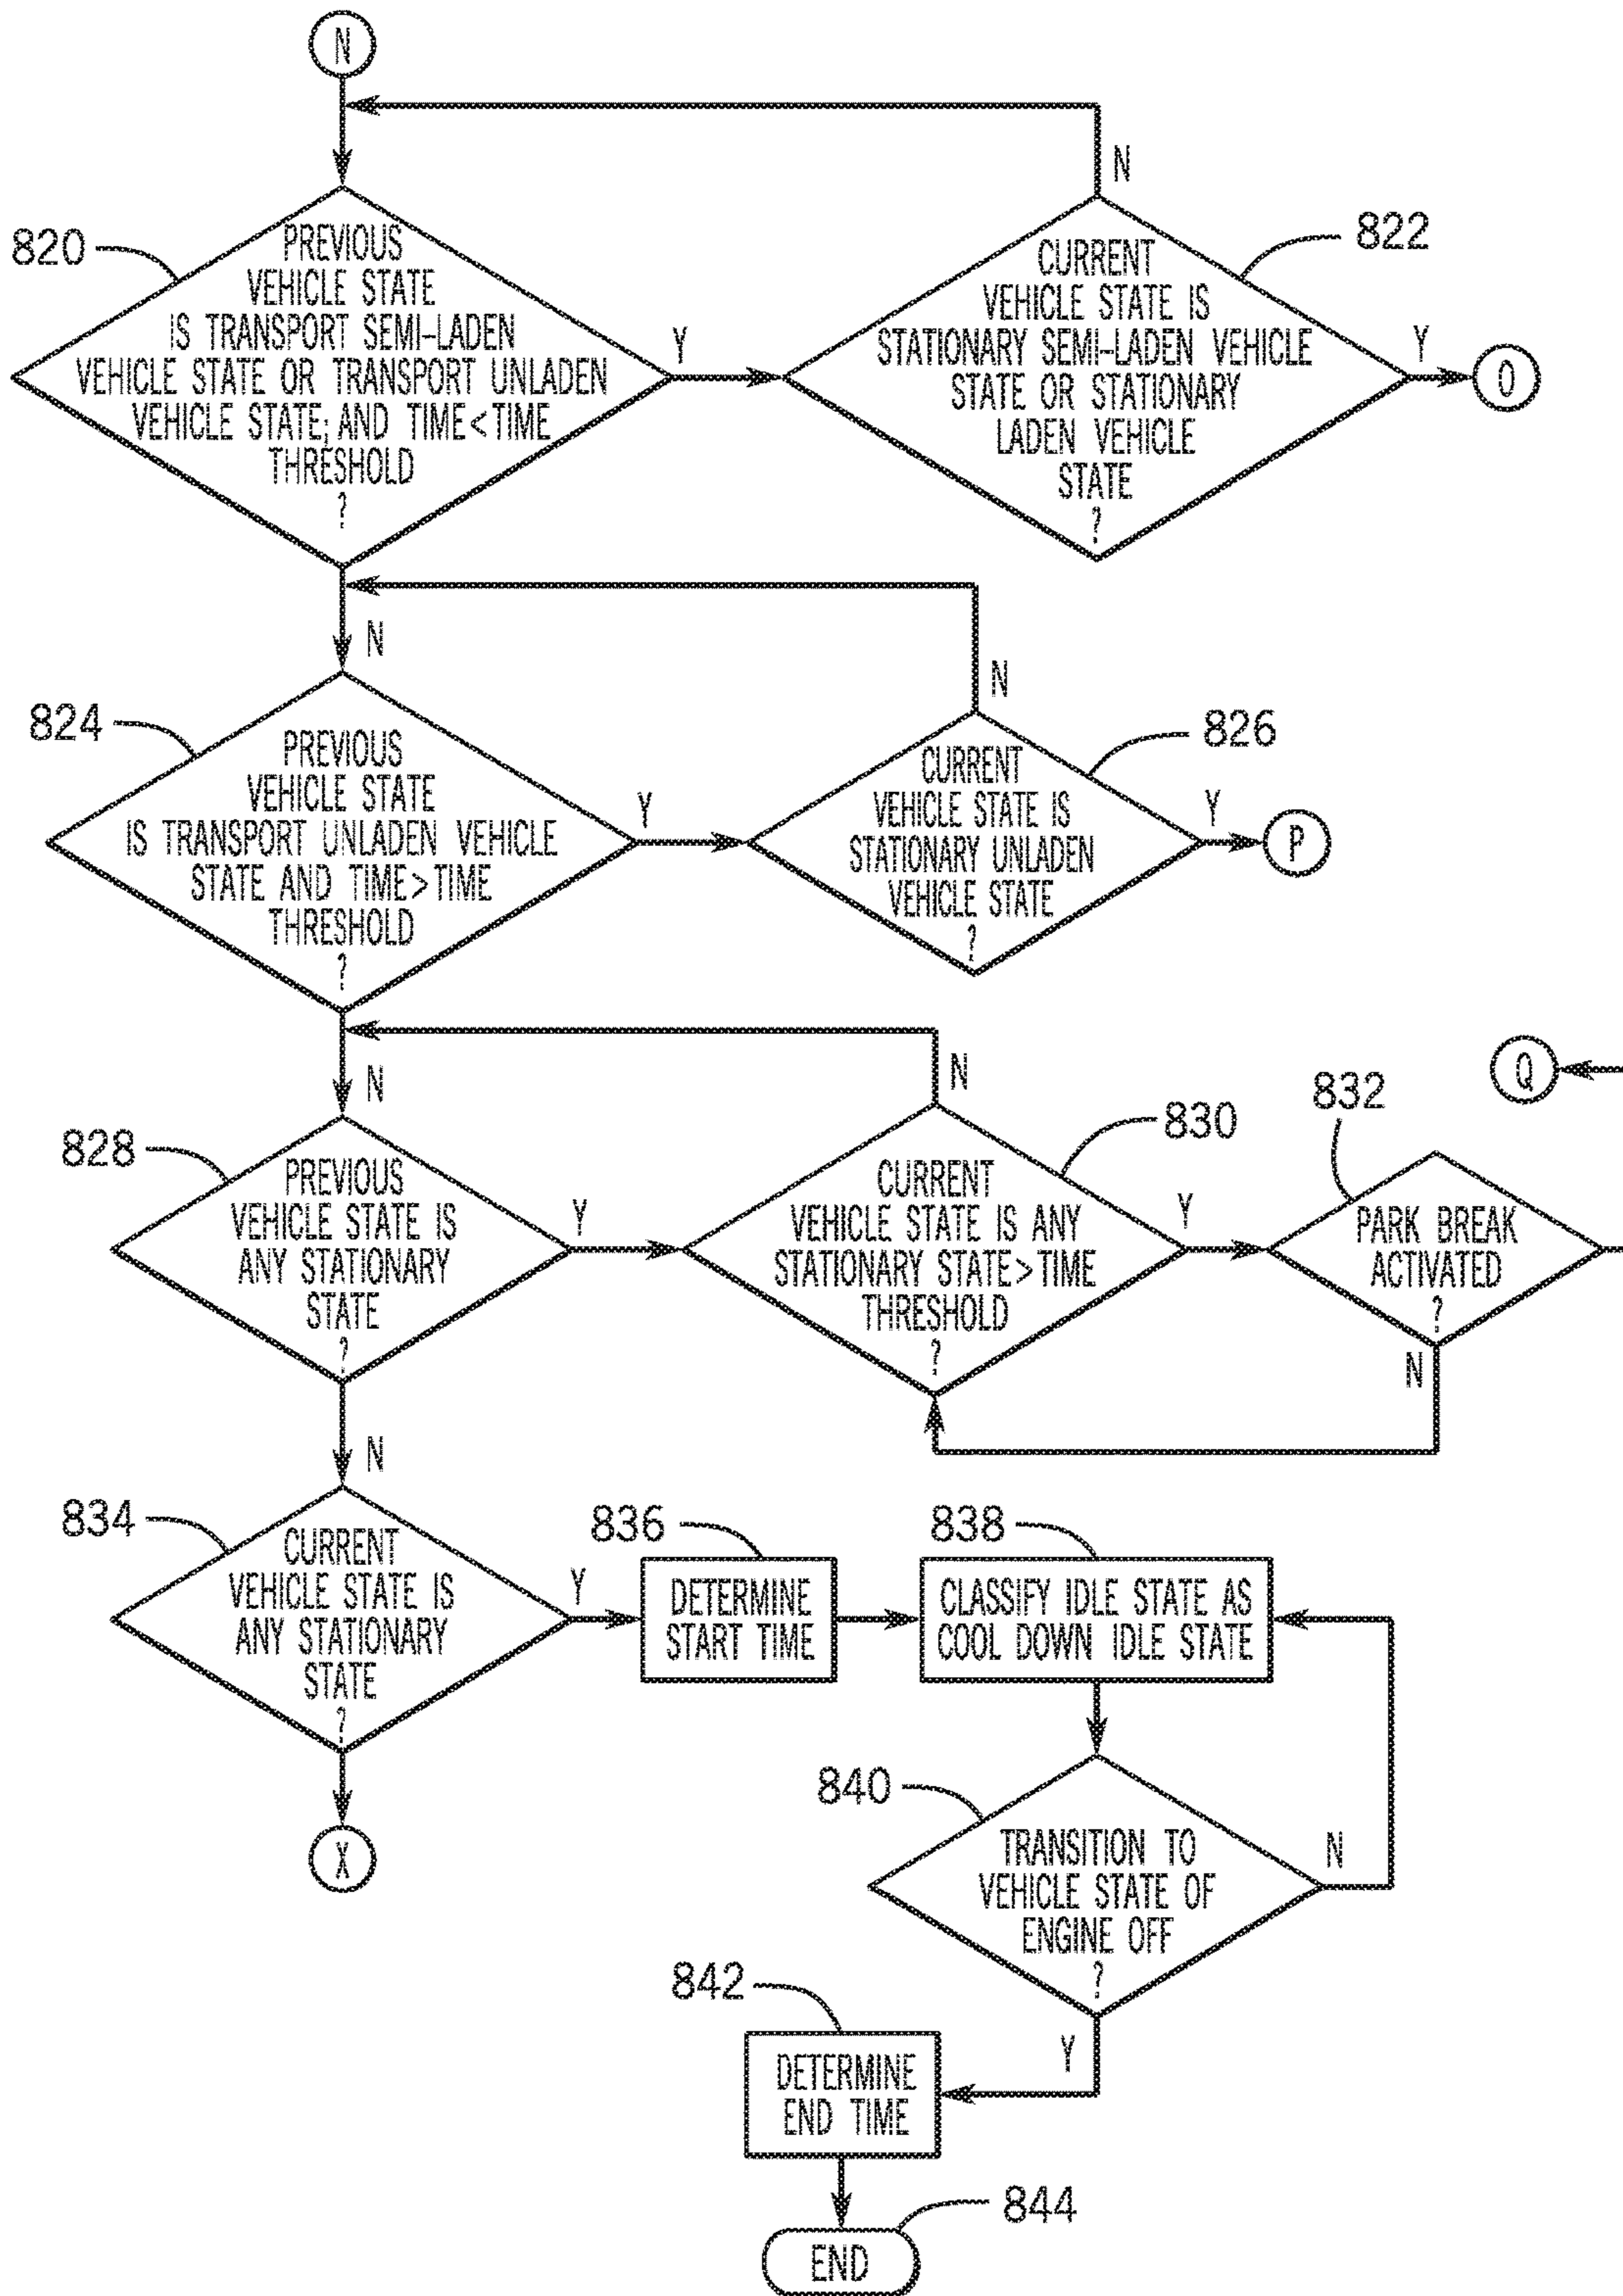 N
N
820
PREVIOUS
VEHICLE STATE
IS TRANSPORT SEMI-LADEN
VEHICLE STATE OR TRANSPORT UNLADEN
VEHICLE STATE; AND TIME<TIME
THRESHOLD
?
Y
822
CURRENT
VEHICLE STATE IS
STATIONARY SEMI-LADEN VEHICLE
STATE OR STATIONARY
LADEN VEHICLE
STATE
?
Y
O
N
N
824
PREVIOUS
VEHICLE STATE
IS TRANSPORT UNLADEN VEHICLE
STATE AND TIME>TIME
THRESHOLD
?
Y
826
CURRENT
VEHICLE STATE IS
STATIONARY UNLADEN
VEHICLE STATE
?
Y
P
N
N
828
PREVIOUS
VEHICLE STATE IS
ANY STATIONARY
STATE
?
Y
830
CURRENT
VEHICLE STATE IS ANY
STATIONARY STATE>TIME
THRESHOLD
?
Y
832
PARK BREAK
ACTIVATED
?
Q
N
N
834
CURRENT
VEHICLE STATE IS
ANY STATIONARY
STATE
?
Y
X
836
DETERMINE
START TIME
838
CLASSIFY IDLE STATE AS
COOL DOWN IDLE STATE
840
TRANSITION TO
VEHICLE STATE OF
ENGINE OFF
?
N
Y
842
DETERMINE
END TIME
844
END